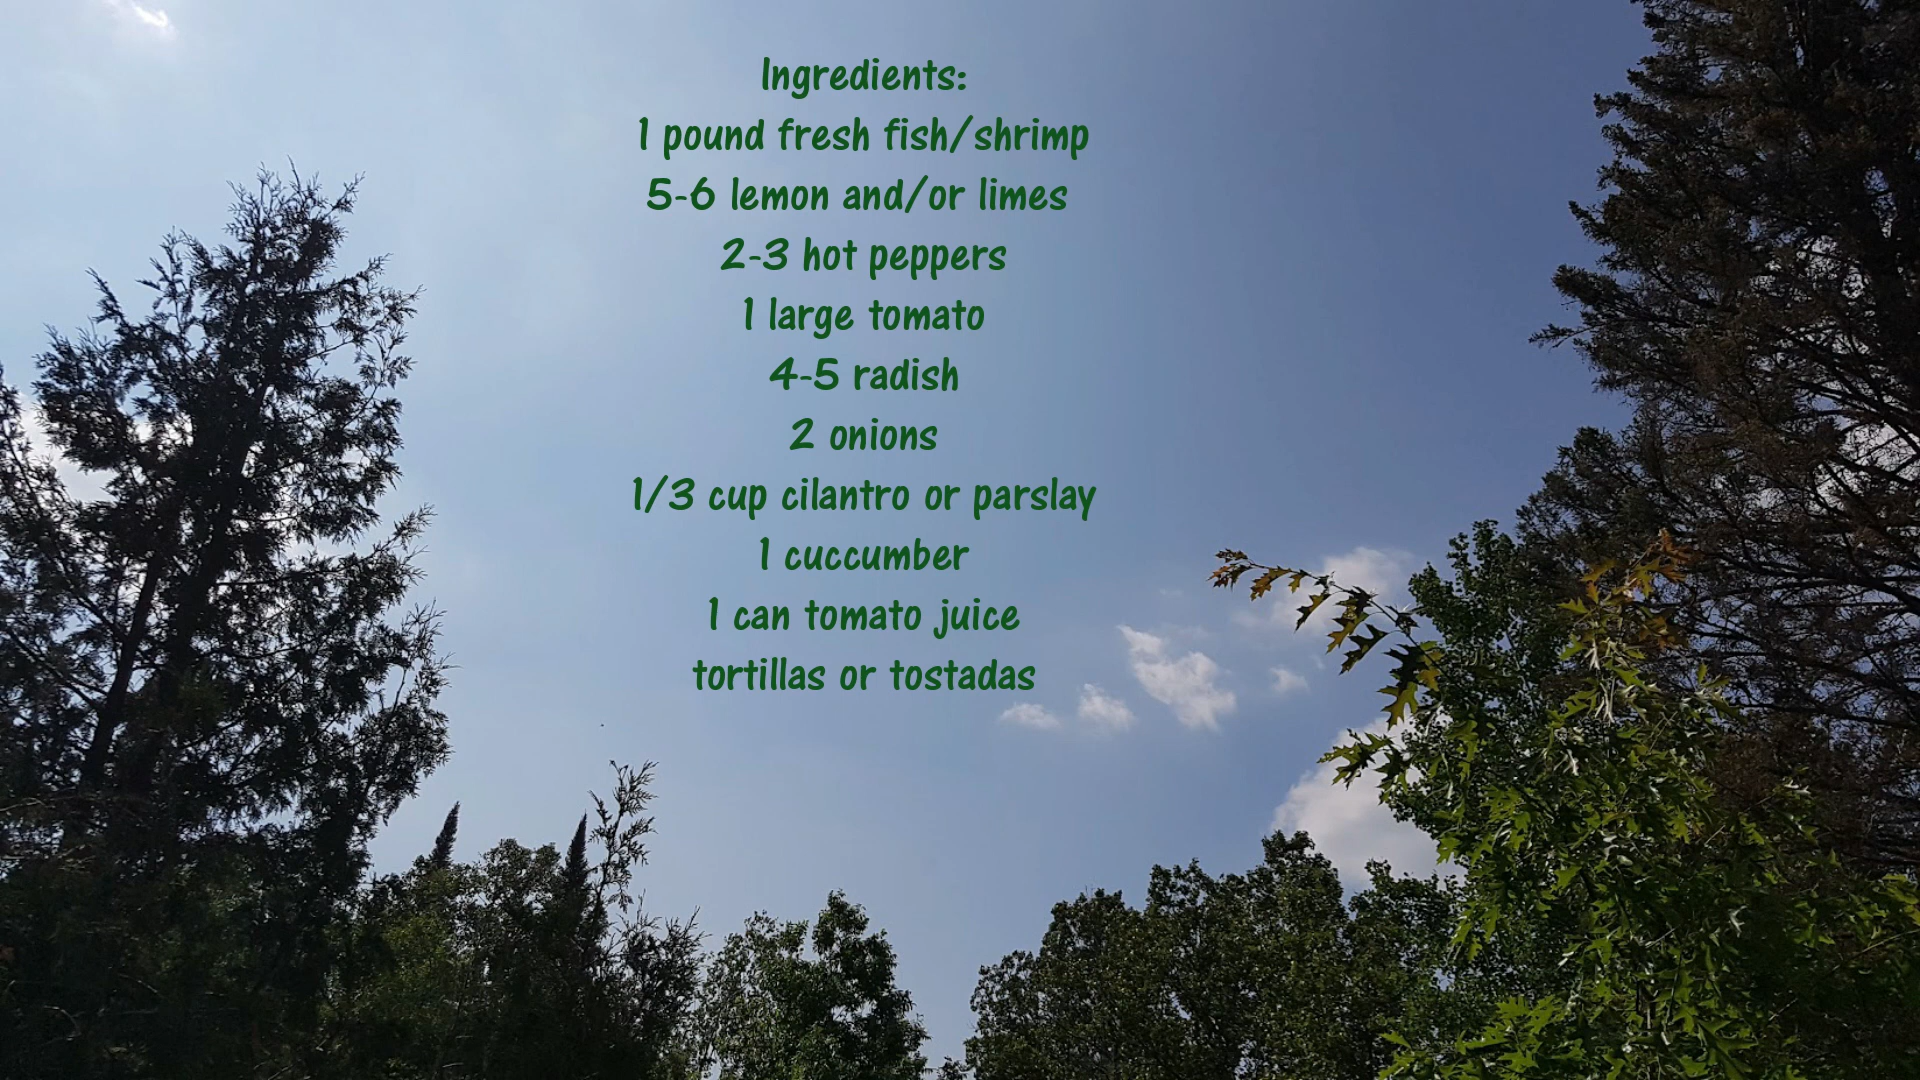 Ingredients:
1 pound fresh fish/shrimp
5-6 lemon and/or limes
2-3 hot peppers
1 large tomato
4-5 radish
2 onions
1/3 cup cilantro or parslay
1 cuccumber
1 can tomato juice
tortillas or tostadas